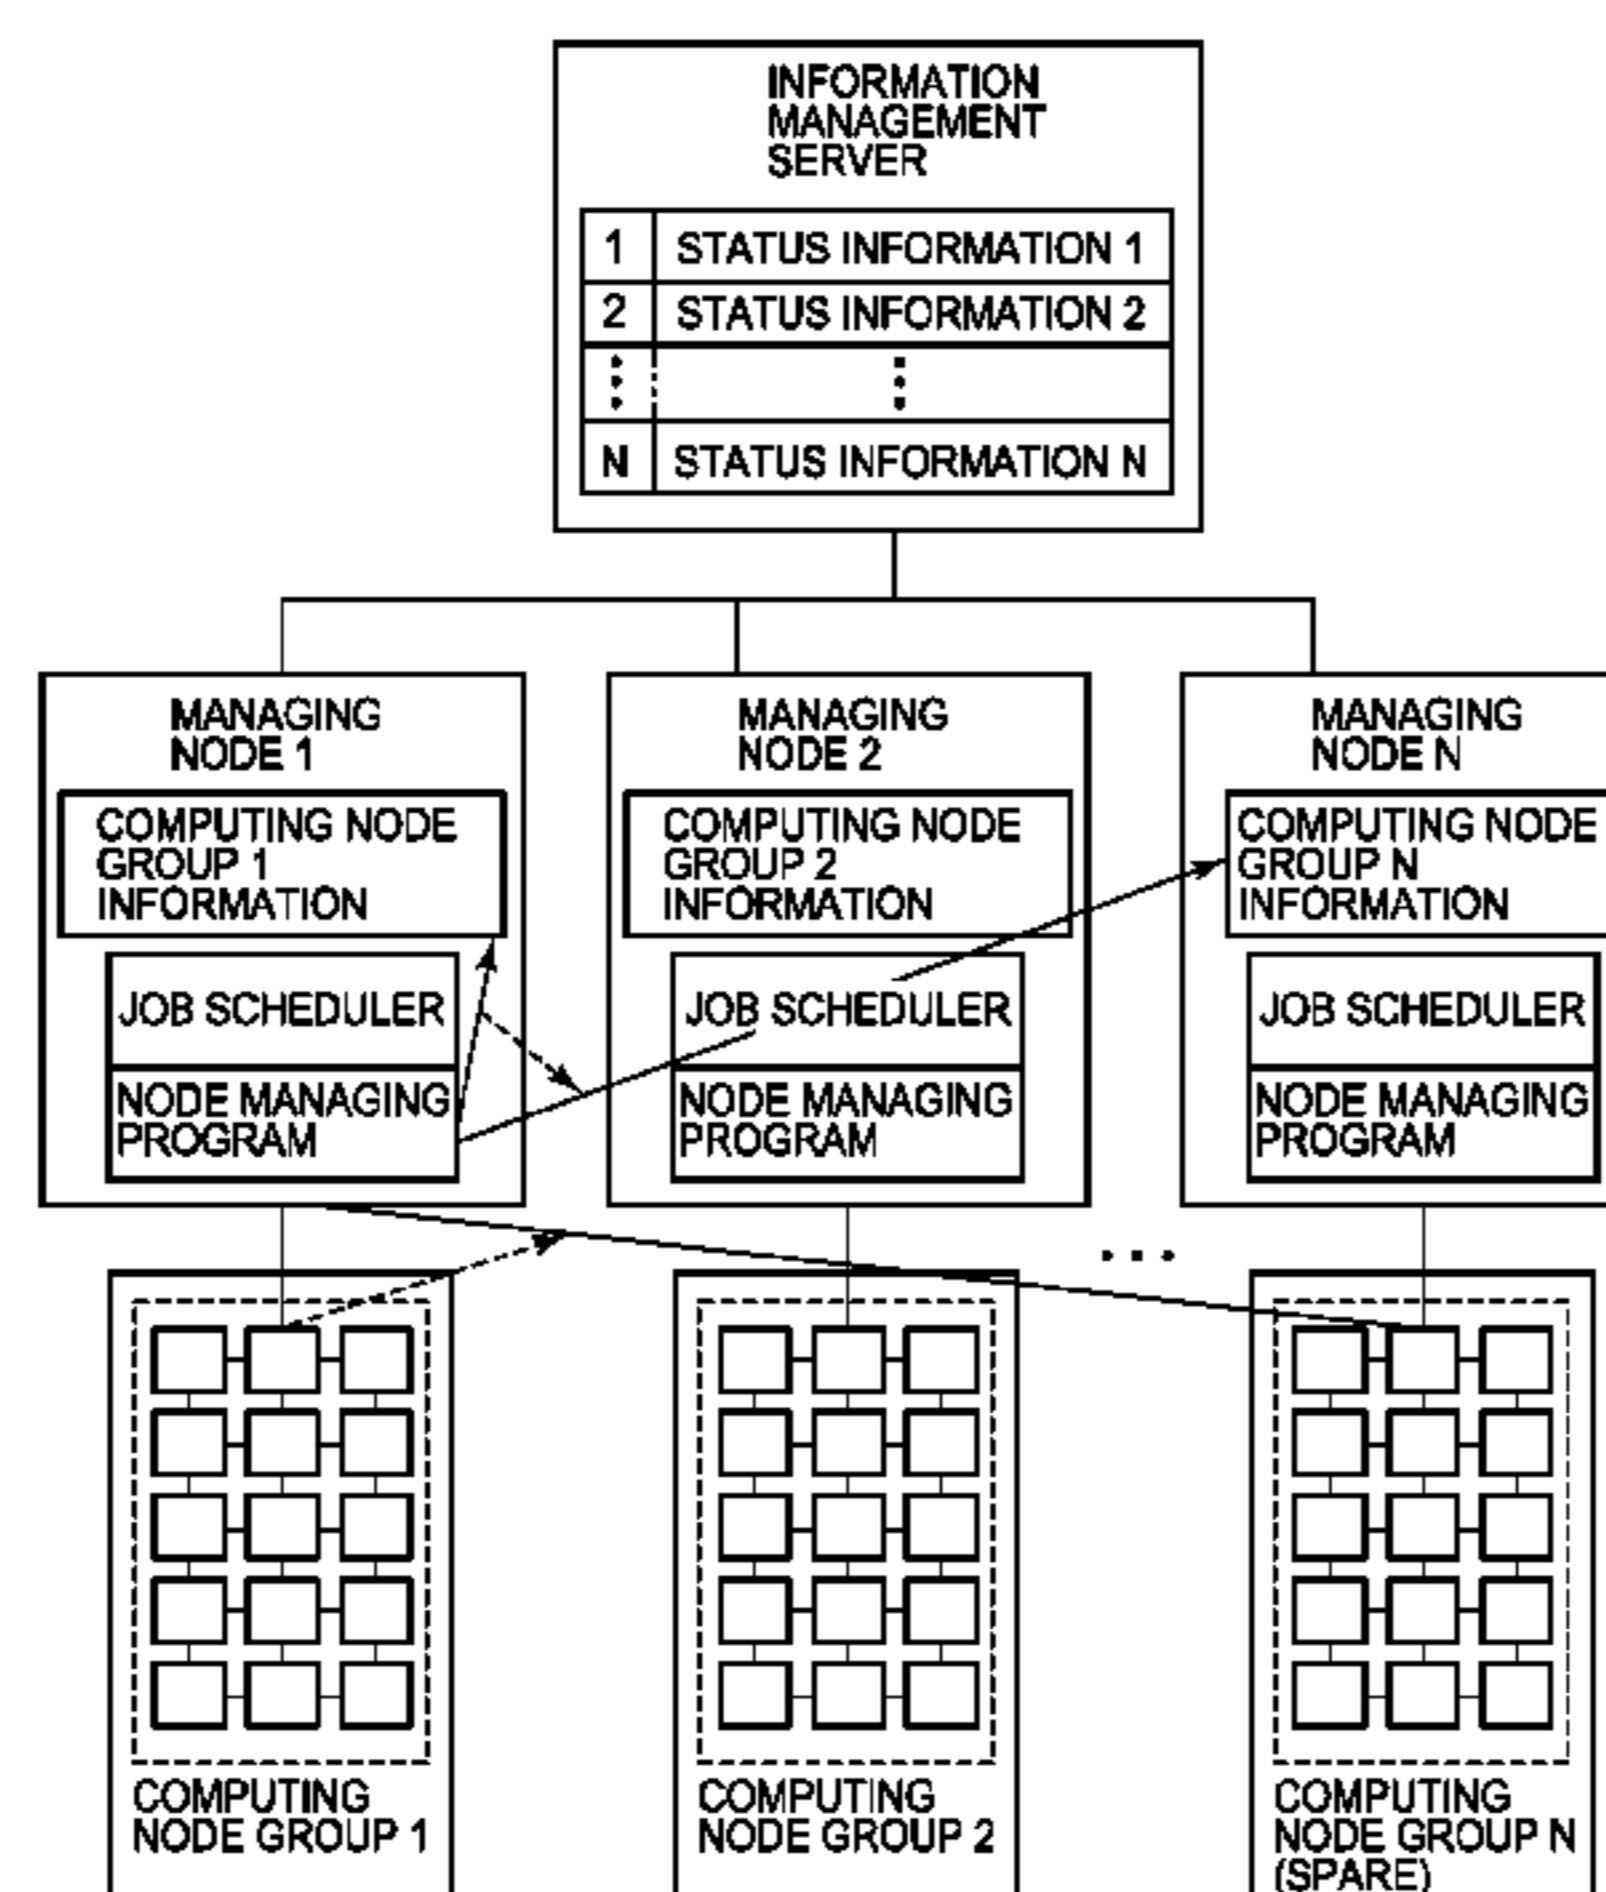 INFORMATION
MANAGEMENT
SERVER
1 STATUS INFORMATION 1
2 STATUS INFORMATION 2
N STATUS INFORMATION N
MANAGING
NODE 1
COMPUTING NODE
GROUP 1
INFORMATION
JOB SCHEDULER
NODE MANAGING
PROGRAM
MANAGING
NODE 2
COMPUTING NODE
GROUP 2
INFORMATION
JOB SCHEDULER
NODE MANAGING
PROGRAM
MANAGING
NODE N
COMPUTING NODE
GROUP N
INFORMATION
JOB SCHEDULER
NODE MANAGING
PROGRAM
COMPUTING
NODE GROUP 1
COMPUTING
NODE GROUP 2
COMPUTING
NODE GROUP N
(SPARE)